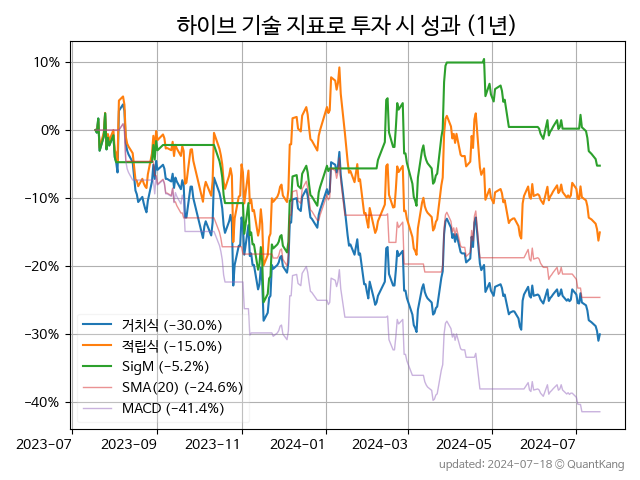 하이브 기술 지표로 투자 시 성과 (1년)
10%
0%
−10%
−20%
−30%
−40%
거치식 (−30.0%)
적립식 (−15.0%)
SigM (−5.2%)
SMA(20) (−24.6%)
MACD (−41.4%)
2023-07
2023-09
2023-11
2024-01
2024-03
2024-05
2024-07
updated: 2024-07-18 © QuantKang